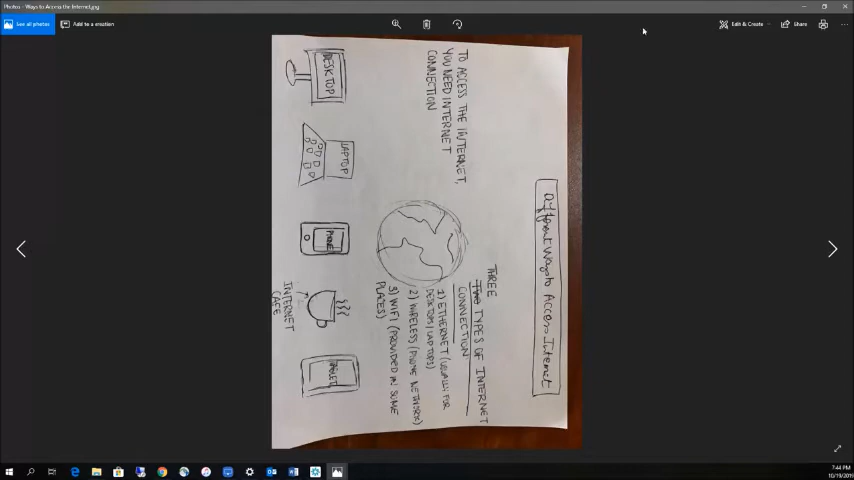 Photos - Ways to Access the Internet.jpg
See all photos
Add to a creation
Edit & Create
Share
Different Ways to Access Internet
TO ACCESS THE INTERNET,
YOU NEED INTERNET
CONNECTION
THREE
TWO TYPES OF INTERNET
CONNECTION
1) ETHERNET (USUALLY FOR
DESKTOPS/LAPTOPS)
2) WIRELESS (PHONE NETWORK)
3) WIFI (PROVIDED IN SOME
PLACES)
DESKTOP
LAPTOP
PHONE
INTERNET
CAFE
TABLET
7:44 PM
10/19/2019